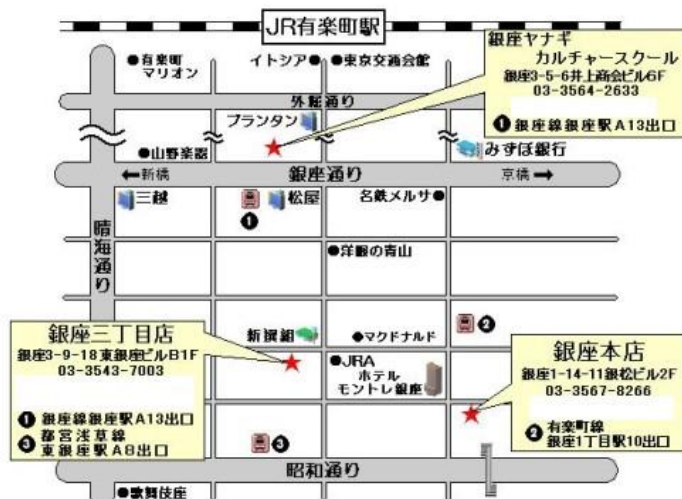 JR有楽町駅
●有楽町
マリオン
イトシア●
●東京交通会館
銀座ヤナギ
カルチャースクール
銀座3-5-6井上商会ビル6F
03-3564-2633
❶銀座線銀座駅A13出口
外堀通り
プランタン
●山野楽器
みずほ銀行
←新橋
銀座通り
京橋→
三越
松屋
❶
名鉄メルサ●
晴海通り
●洋服の青山
新撰組
●マクドナルド
❷
銀座三丁目店
銀座3-9-18東銀座ビルB1F
03-3543-7003
❶銀座線銀座駅A13出口
❸都営浅草線
東銀座駅A8出口
●JRA
ホテル
モントレ銀座
銀座本店
銀座1-14-11銀松ビル2F
03-3567-8266
❷有楽町線
銀座1丁目駅10出口
❸
昭和通り
●歌舞伎座